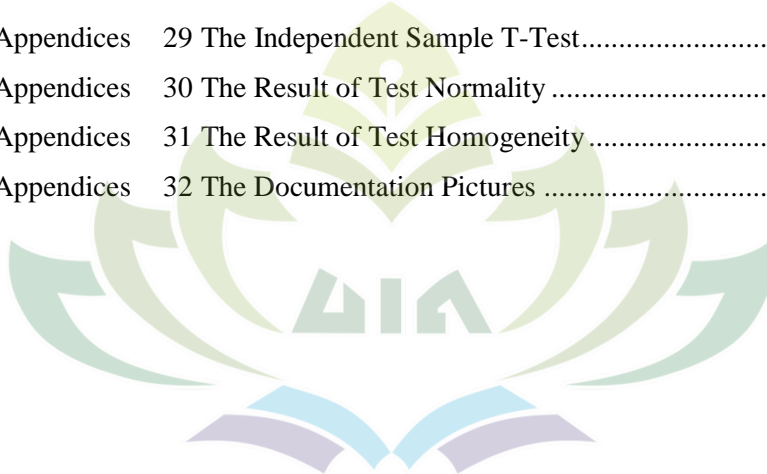 Appendices 29 The Independent Sample T-Test.........................
Appendices 30 The Result of Test Normality .............................
Appendices 31 The Result of Test Homogeneity........................
Appendices 32 The Documentation Pictures ..............................
UIN